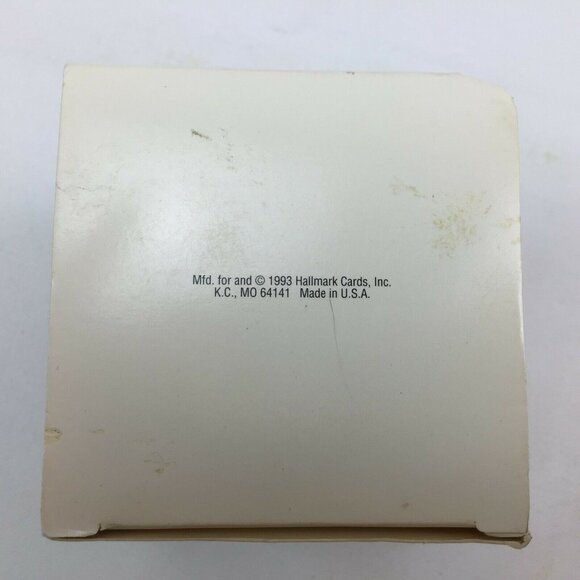 Mfd. for and © 1993 Hallmark Cards, Inc.
K.C., MO 64141 Made in U.S.A.